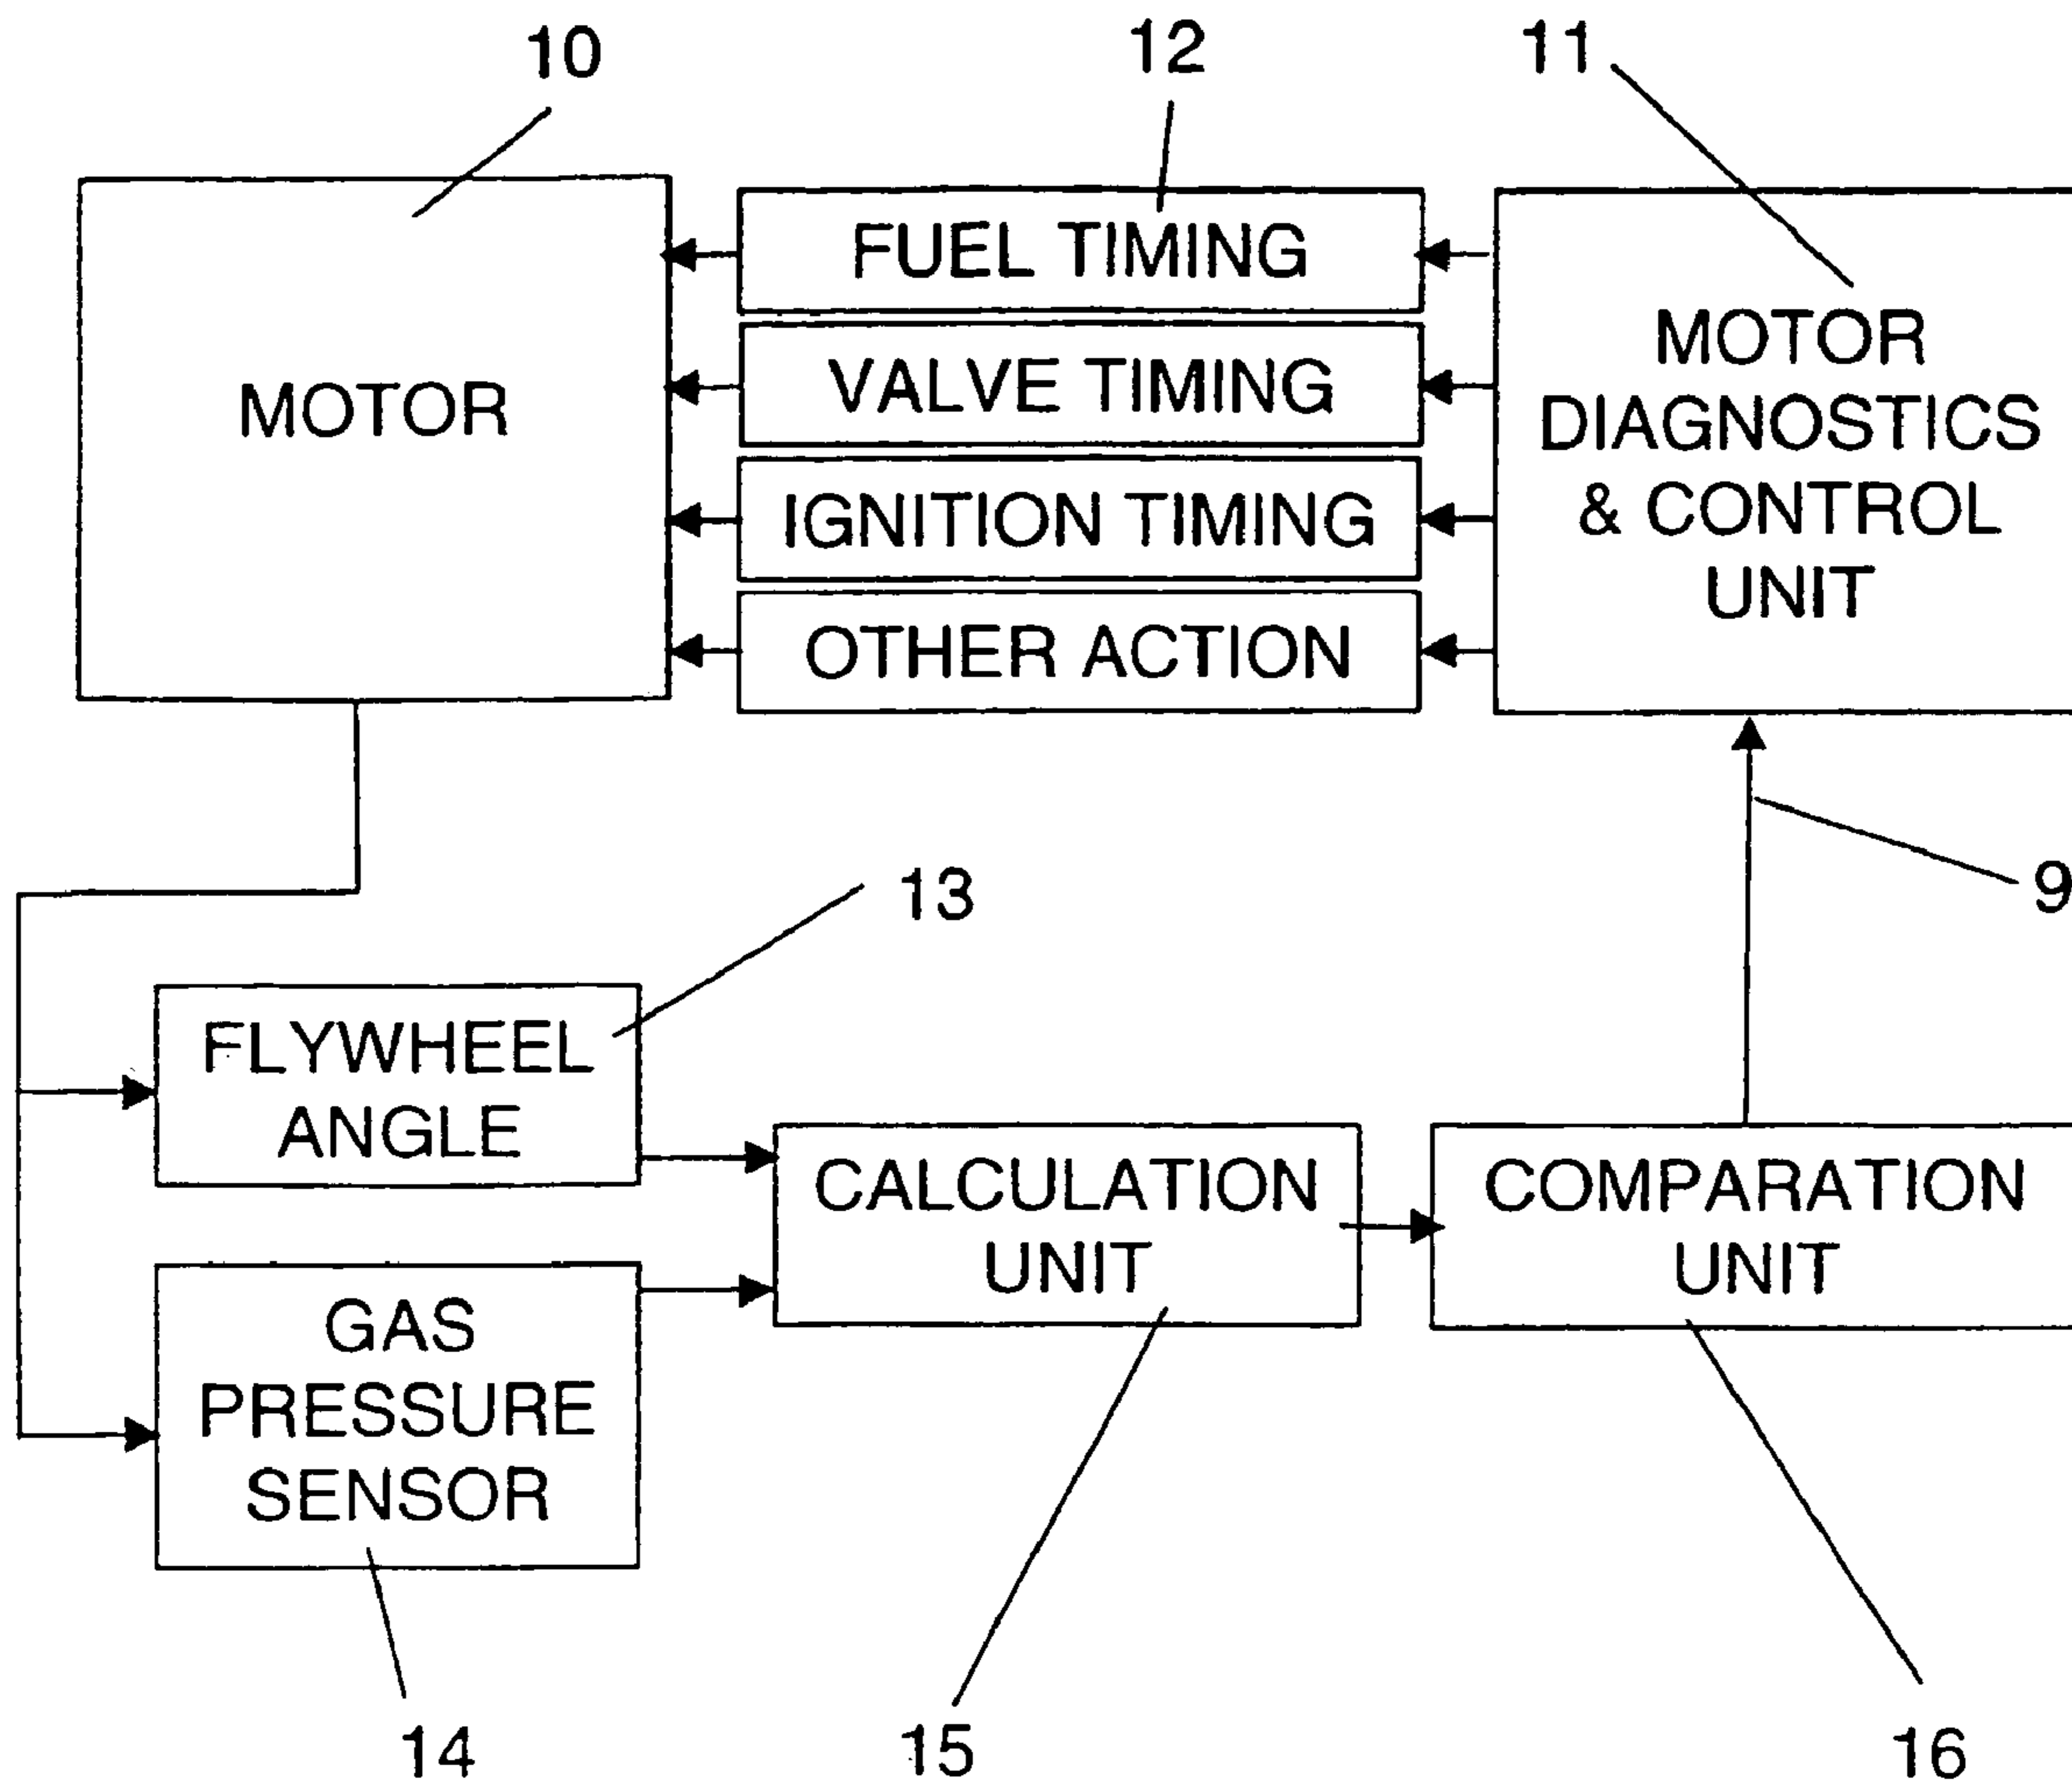 10
12
11
MOTOR
FUEL TIMING
VALVE TIMING
IGNITION TIMING
OTHER ACTION
MOTOR
DIAGNOSTICS
& CONTROL
UNIT
9
13
FLYWHEEL
ANGLE
GAS
PRESSURE
SENSOR
CALCULATION
UNIT
COMPARATION
UNIT
14
15
16